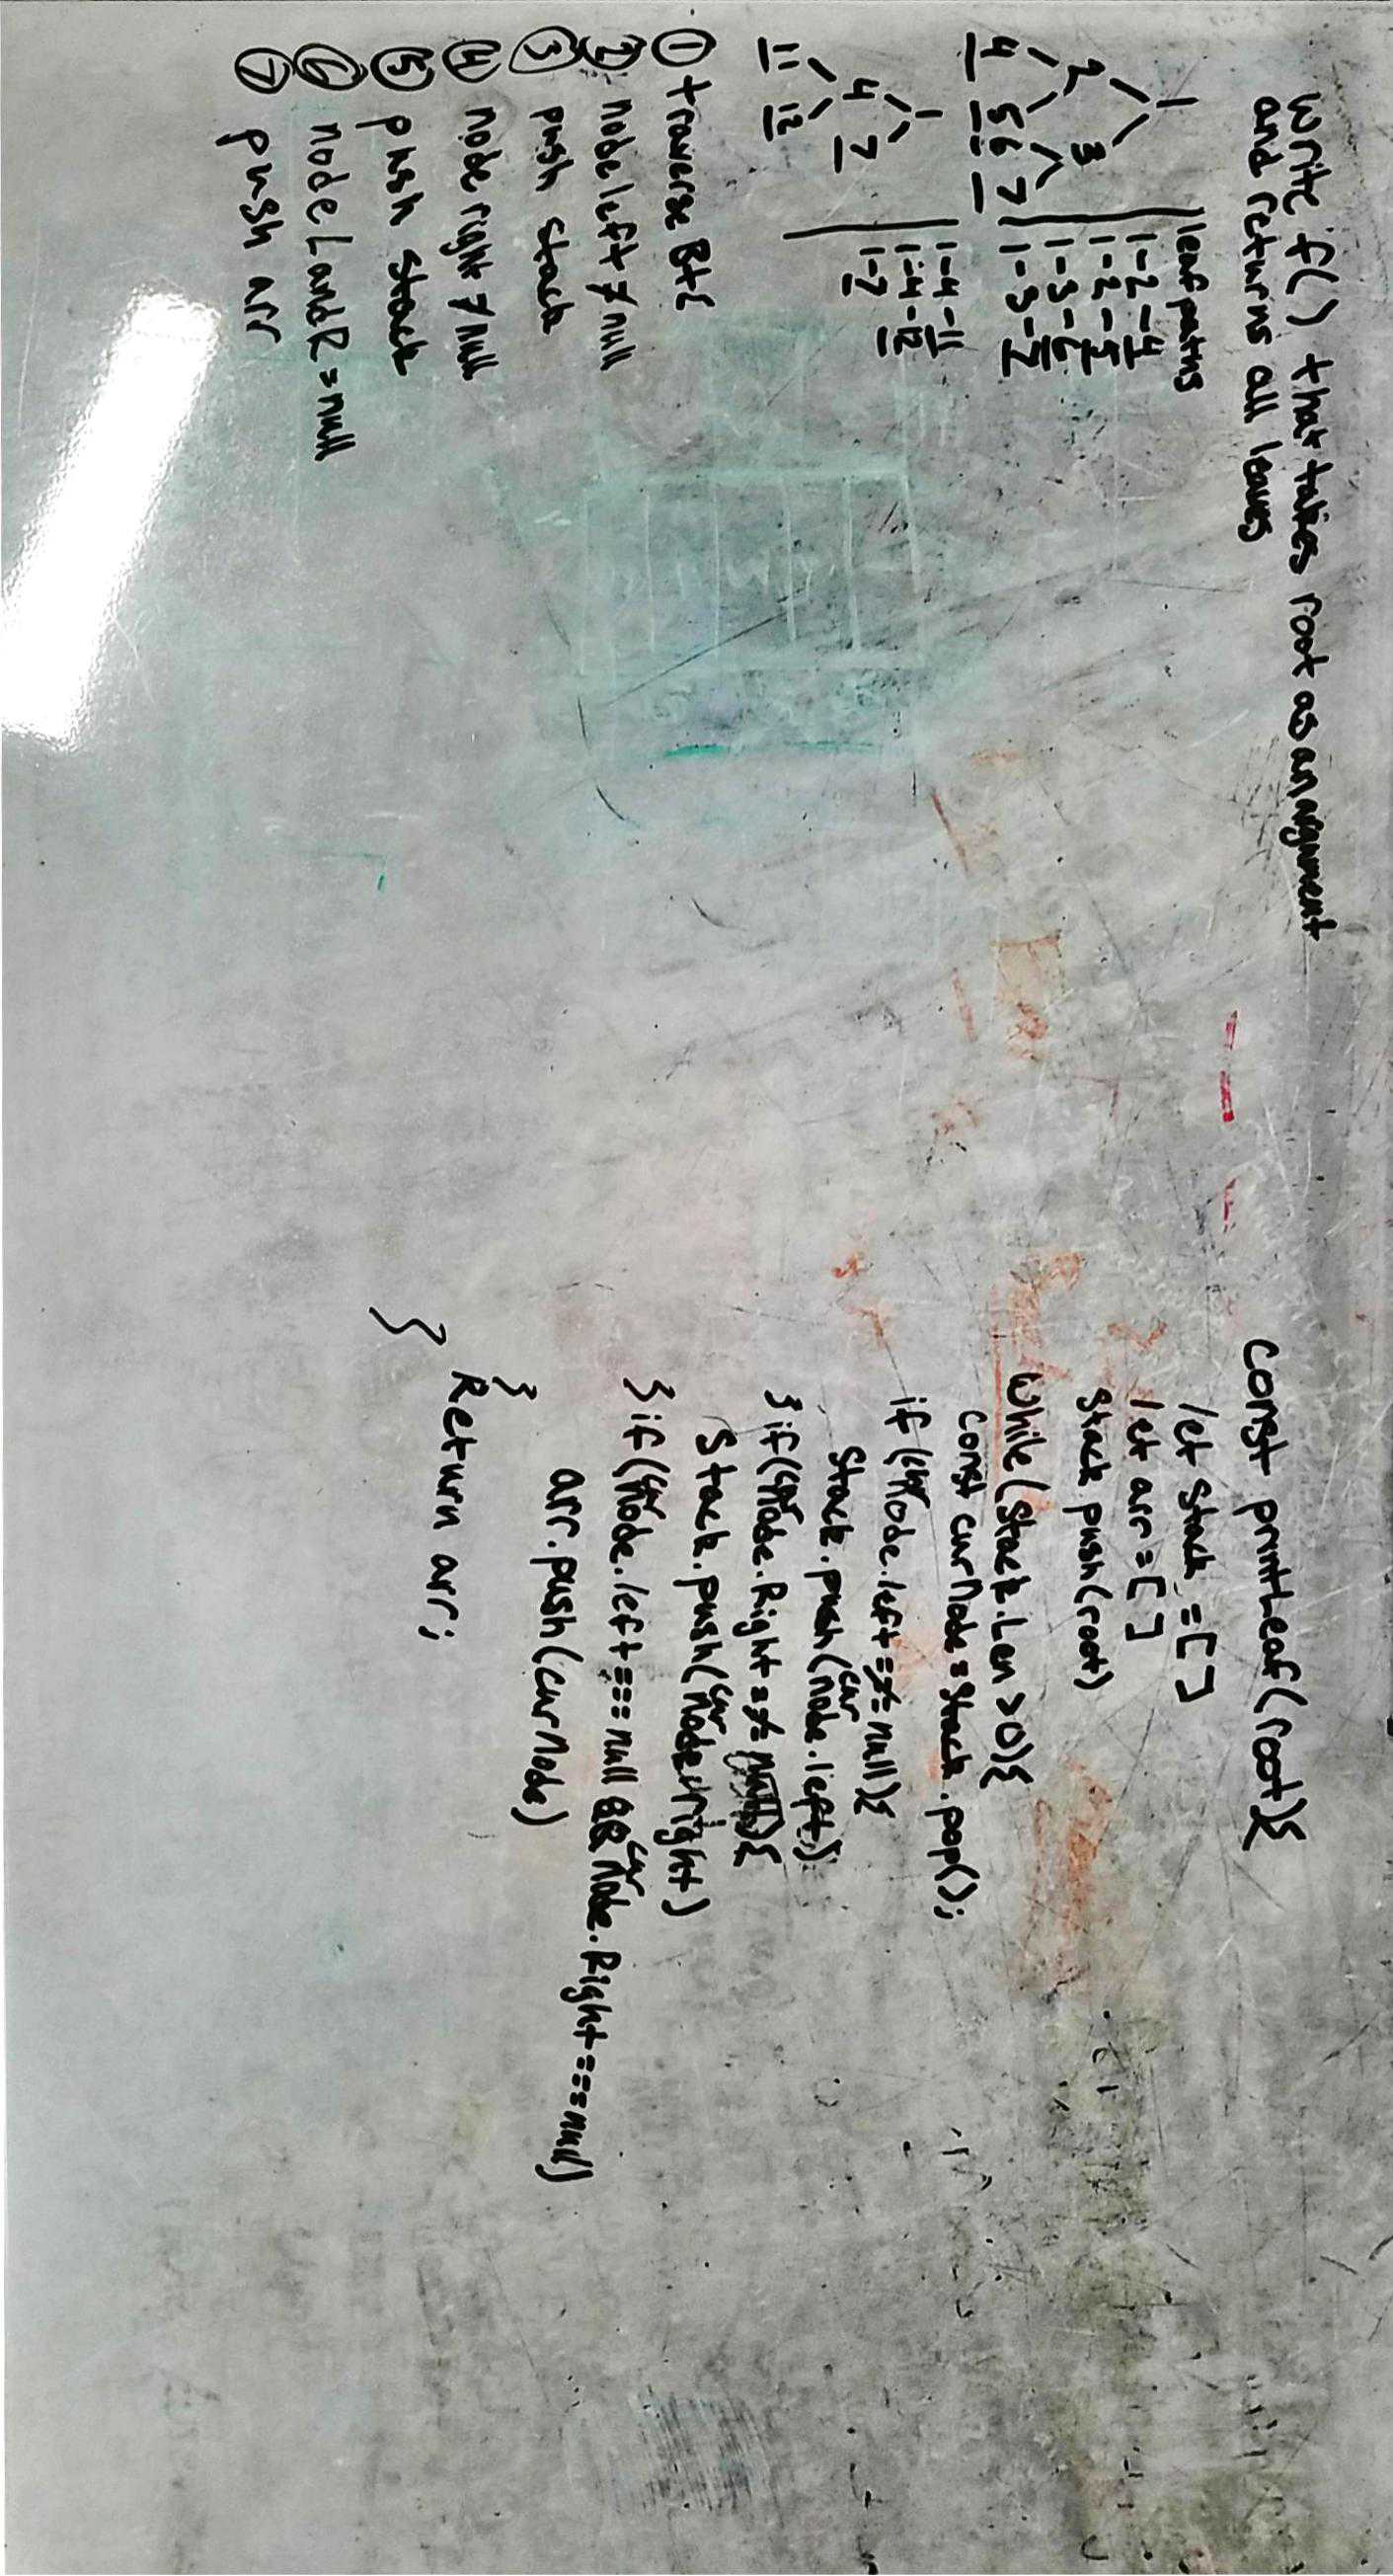 write f() that takes root as an argument
and returns all leaves
leaf paths
1
2 3
4 5 6 7
1-2-4
1-2-5
1-3-6
1-3-7
1
4 7
11 12
1-4-11
1-4-12
1-7
① traverse Bt{
② node left ≠ null
③ push stack
④ node right ≠ null
⑤ push stack
⑥ node L and R = null
⑦ push arr
Const printLeaf(root){
let Stack = []
let arr = []
Stack push(root)
While(Stack.Len > 0){
const curNode = Stack.pop();
if (curNode.left =≠= null){
Stack.push(curNode.left);
} if(curNode.Right =≠= null){
Stack.push(curNode.right)
} if(curNode.left === null && curNode.Right === null)
arr.push(curNode)
}
Return arr;
}